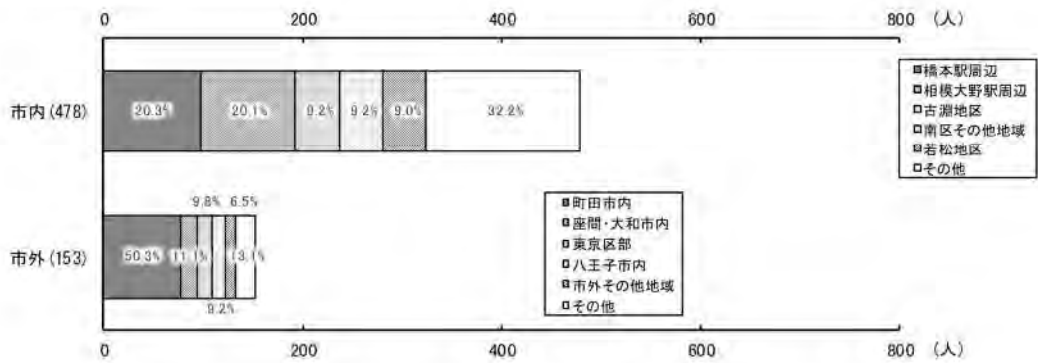 0 200 400 600 800 (人)
市内(478)
20.3% 20.1% 9.2% 9.2% 9.0% 32.2%
■橋本駅周辺
■相模大野駅周辺
□古淵地区
□南区その他地域
□若松地区
□その他
9.8% 6.5%
市外(153)
50.3% 11.1% 13.1%
9.2%
■町田市内
■座間・大和市内
□東京区部
□八王子市内
□市外その他地域
□その他
0 200 400 600 800 (人)